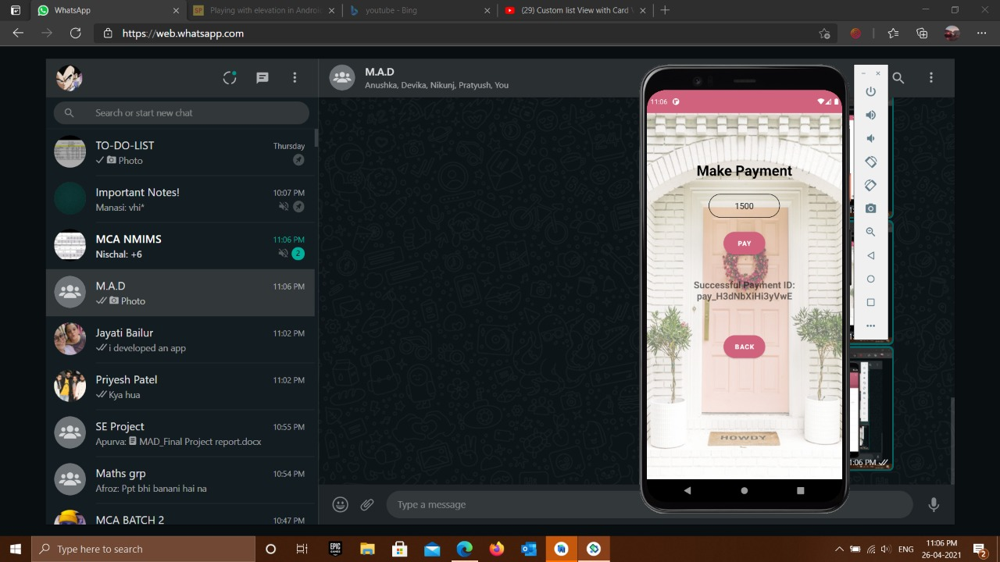 WhatsApp
SP
Playing with elevation in Androi
youtube - Bing
(29) Custom list View with Card V
https://web.whatsapp.com
M.A.D
Anushka, Devika, Nikunj, Pratyush, You
Search or start new chat
TO-DO-LIST
Thursday
Photo
Important Notes!
10:07 PM
Manasi: vhi*
MCA NMIMS
Nischal: +6
2
M.A.D
PM
Photo
Jayati Bailur
11:02 PM
i developed an app
Priyesh Patel
11:02 PM
Kya hua
SE Project
10:55 PM
MAD_Final Project Report.docx
Maths grp
10:54 PM
Afroz: Ppt bhi banani hai na
MCA BATCH 2
10:47 PM
11:06
Make Payment
1500
PAY
Successful Payment ID:
pay_H3dNbXiHi3yVwE
BACK
HOWDY
1:06 PM
Type a message
Type here to search
EPIC
GAMES
ENG
11:06 PM
26-04-2021
2